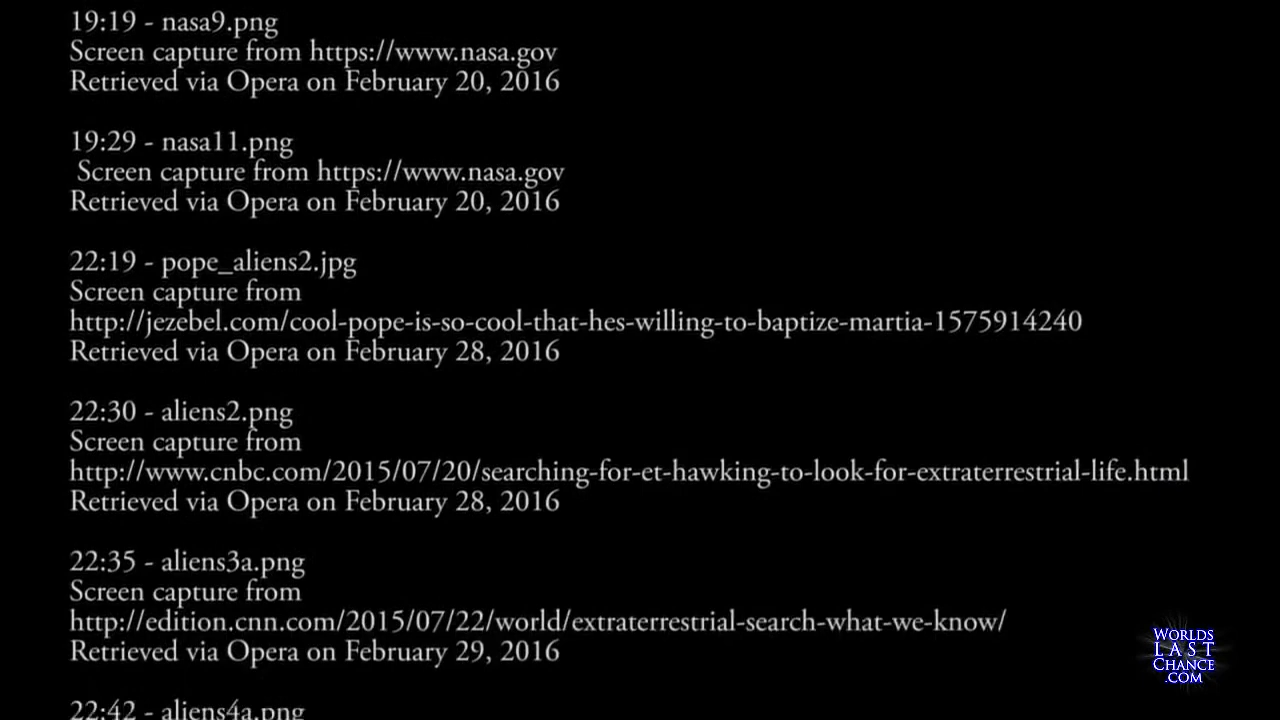 19:19 - nasa9.png
Screen capture from https://www.nasa.gov
Retrieved via Opera on February 20, 2016
19:29 - nasa11.png
Screen capture from https://www.nasa.gov
Retrieved via Opera on February 20, 2016
22:19 - pope_aliens2.jpg
Screen capture from
http://jezebel.com/cool-pope-is-so-cool-that-hes-willing-to-baptize-martia-1575914240
Retrieved via Opera on February 28, 2016
22:30 - aliens2.png
Screen capture from
http://www.cnbc.com/2015/07/20/searching-for-et-hawking-to-look-for-extraterrestrial-life.html
Retrieved via Opera on February 28, 2016
22:35 - aliens3a.png
Screen capture from
http://edition.cnn.com/2015/07/22/world/extraterrestrial-search-what-we-know/
Retrieved via Opera on February 29, 2016
22:42 - aliens4a.png
WORLDS
LAST
CHANCE
.COM